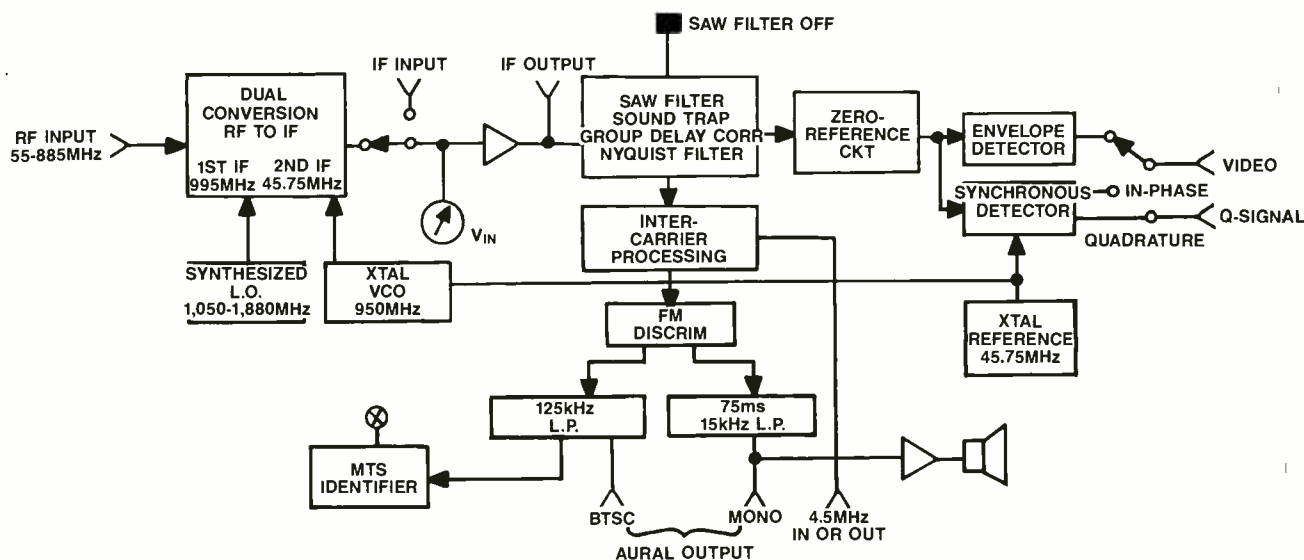 SAW FILTER OFF
IF INPUT
IF OUTPUT
DUAL
CONVERSION
RF TO IF
1ST IF 2ND IF
995MHz 45.75MHz
RF INPUT
55-885MHz
SAW FILTER
SOUND TRAP
GROUP DELAY CORR
NYQUIST FILTER
ZERO-
REFERENCE
CKT
ENVELOPE
DETECTOR
VIDEO
SYNCHRONOUS
DETECTOR
IN-PHASE
Q-SIGNAL
QUADRATURE
VIN
INTER-
CARRIER
PROCESSING
SYNTHESIZED
L.O.
1,050-1,880MHz
XTAL
VCO
950MHz
FM
DISCRIM
XTAL
REFERENCE
45.75MHz
125kHz
L.P.
75ms
15kHz L.P.
MTS
IDENTIFIER
BTSC
MONO
4.5MHz
IN OR OUT
AURAL OUTPUT